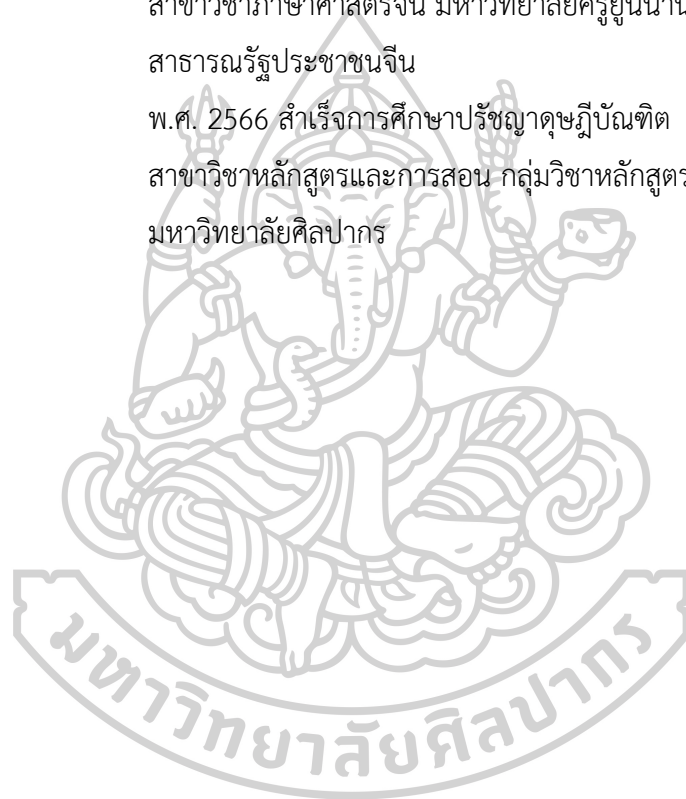 สาขาวิชาภาษาศาสตร์จีน มหาวิทยาลัยครูยูนนาน
สาธารณรัฐประชาชนจีน
พ.ศ. 2566 สำเร็จการศึกษาปรัชญาดุษฎีบัณฑิต
สาขาวิชาหลักสูตรและการสอน กลุ่มวิชาหลักสูตร
มหาวิทยาลัยศิลปากร
มหาวิทยาลัยศิลปากร